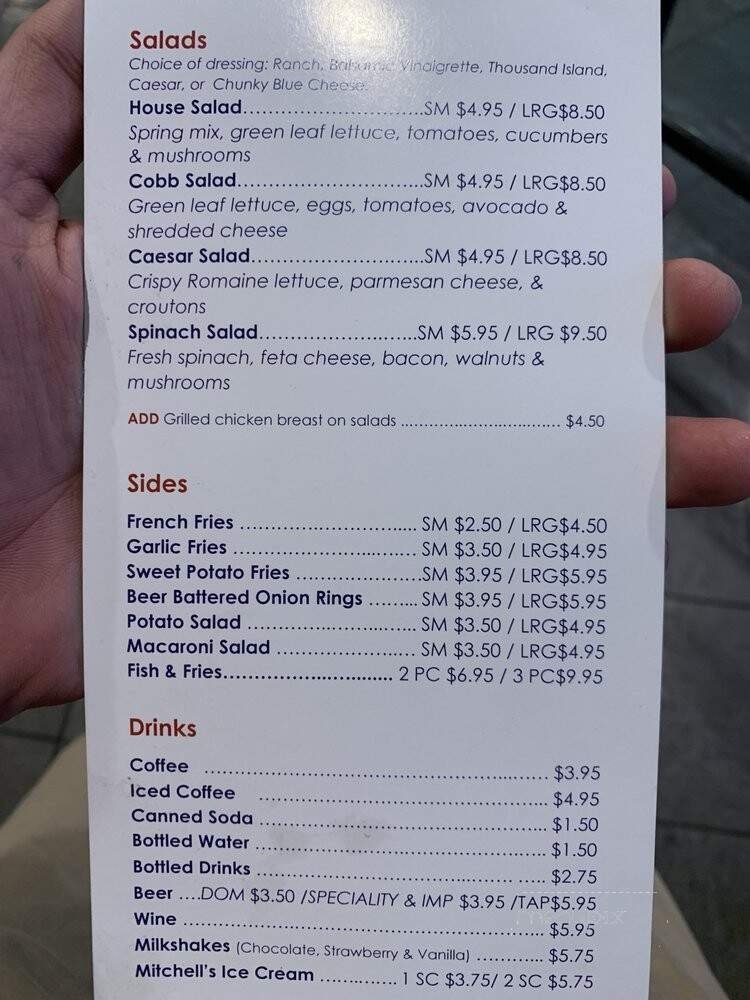 Salads
Choice of dressing: Ranch, Balsamic Vinaigrette, Thousand Island,
Caesar, or Chunky Blue Cheese.
House Salad..............................SM $4.95 / LRG$8.50
Spring mix, green leaf lettuce, tomatoes, cucumbers
& mushrooms
Cobb Salad...............................SM $4.95 / LRG$8.50
Green leaf lettuce, eggs, tomatoes, avocado &
shredded cheese
Caesar Salad.............................SM $4.95 / LRG$8.50
Crispy Romaine lettuce, parmesan cheese, &
croutons
Spinach Salad..........................SM $5.95 / LRG $9.50
Fresh spinach, feta cheese, bacon, walnuts &
mushrooms
ADD Grilled chicken breast on salads ................................ $4.50
Sides
French Fries ............................. SM $2.50 / LRG$4.50
Garlic Fries .............................. SM $3.50 / LRG$4.95
Sweet Potato Fries .....................SM $3.95 / LRG$5.95
Beer Battered Onion Rings ........ SM $3.95 / LRG$5.95
Potato Salad ............................ SM $3.50 / LRG$4.95
Macaroni Salad ....................... SM $3.50 / LRG$4.95
Fish & Fries............................ 2 PC $6.95 / 3 PC$9.95
Drinks
Coffee .......................................................... $3.95
Iced Coffee ................................................ $4.95
Canned Soda ................................................ $1.50
Bottled Water ................................................ $1.50
Bottled Drinks ........................................... ..... $2.75
Beer ....DOM $3.50 /SPECIALITY & IMP $3.95 /TAP$5.95
Wine ............................................................ $5.95
Milkshakes (Chocolate, Strawberry & Vanilla) ........... $5.75
Mitchell's Ice Cream ............. 1 SC $3.75/ 2 SC $5.75